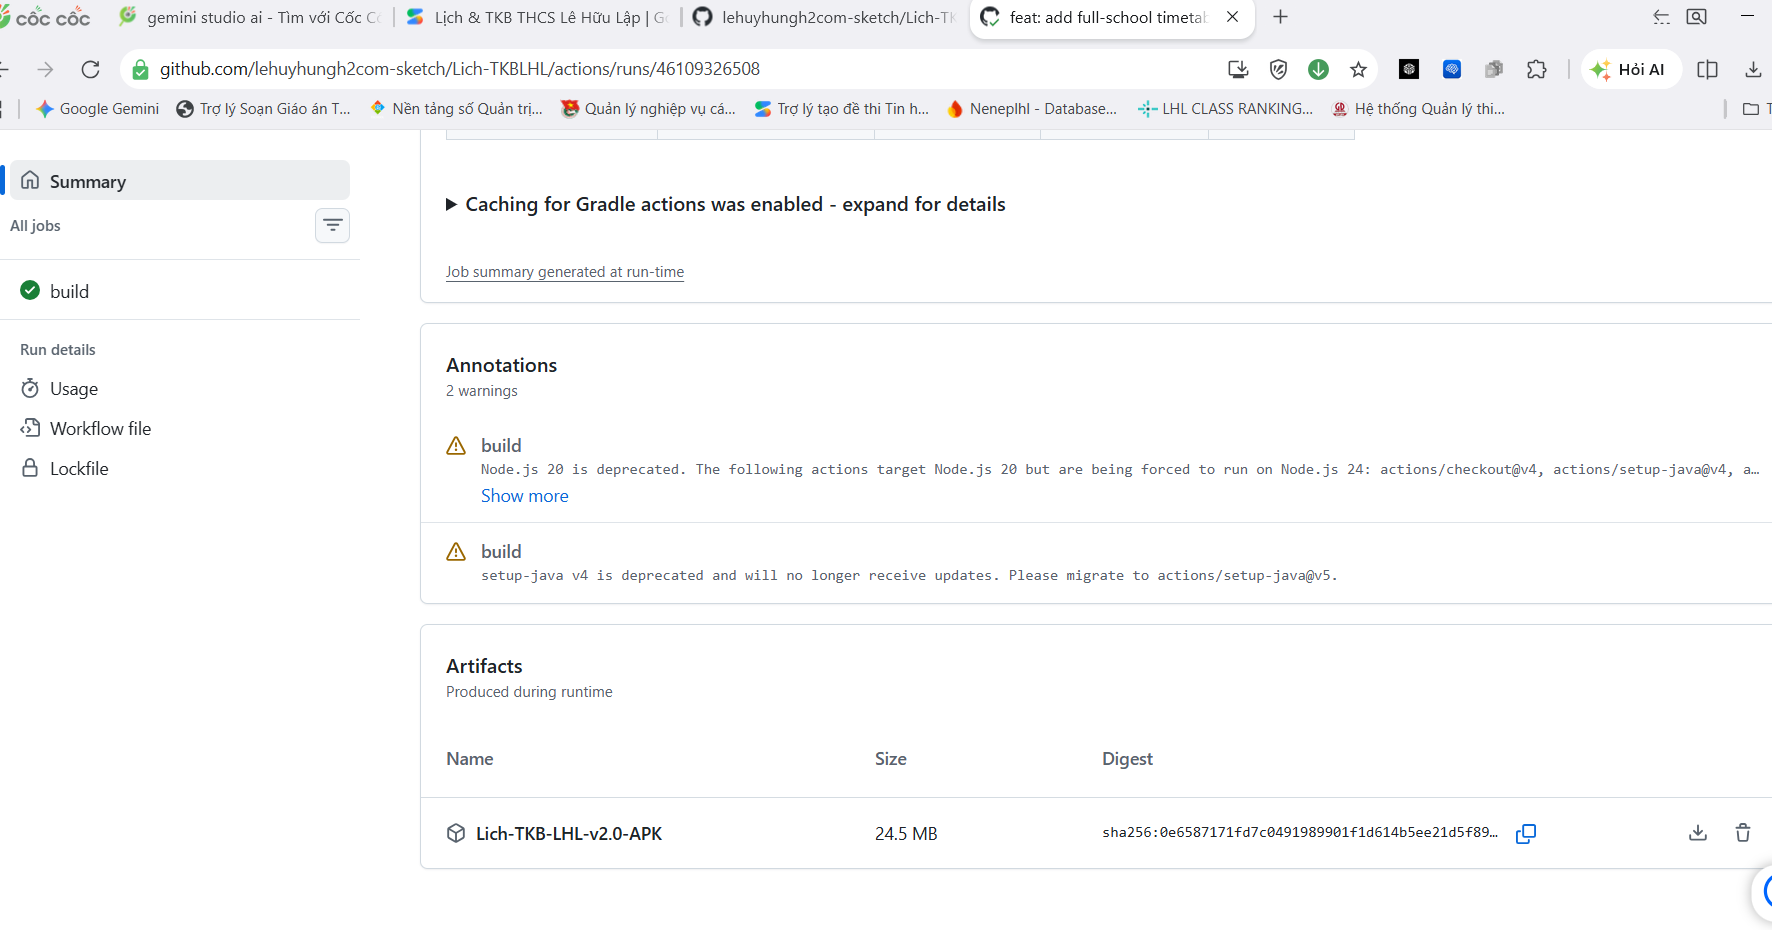 cốc cốc
gemini studio ai - Tìm với Cốc Cố
Lịch & TKB THCS Lê Hữu Lập | Go
lehuyhungh2com-sketch/Lich-TK
feat: add full-school timetab
github.com/lehuyhungh2com-sketch/Lich-TKBLHL/actions/runs/46109326508
Hỏi AI
Google Gemini
Trợ lý Soạn Giáo án T...
Nền tảng số Quản trị...
Quản lý nghiệp vụ cá...
Trợ lý tạo đề thi Tin h...
Neneplhl - Database...
LHL CLASS RANKING...
Hệ thống Quản lý thi...
Summary
All jobs
build
Run details
Usage
Workflow file
Lockfile
Caching for Gradle actions was enabled - expand for details
Job summary generated at run-time
Annotations
2 warnings
build
Node.js 20 is deprecated. The following actions target Node.js 20 but are being forced to run on Node.js 24: actions/checkout@v4, actions/setup-java@v4, a…
Show more
build
setup-java v4 is deprecated and will no longer receive updates. Please migrate to actions/setup-java@v5.
Artifacts
Produced during runtime
Name
Size
Digest
Lich-TKB-LHL-v2.0-APK
24.5 MB
sha256:0e6587171fd7c0491989901f1d614b5ee21d5f89…